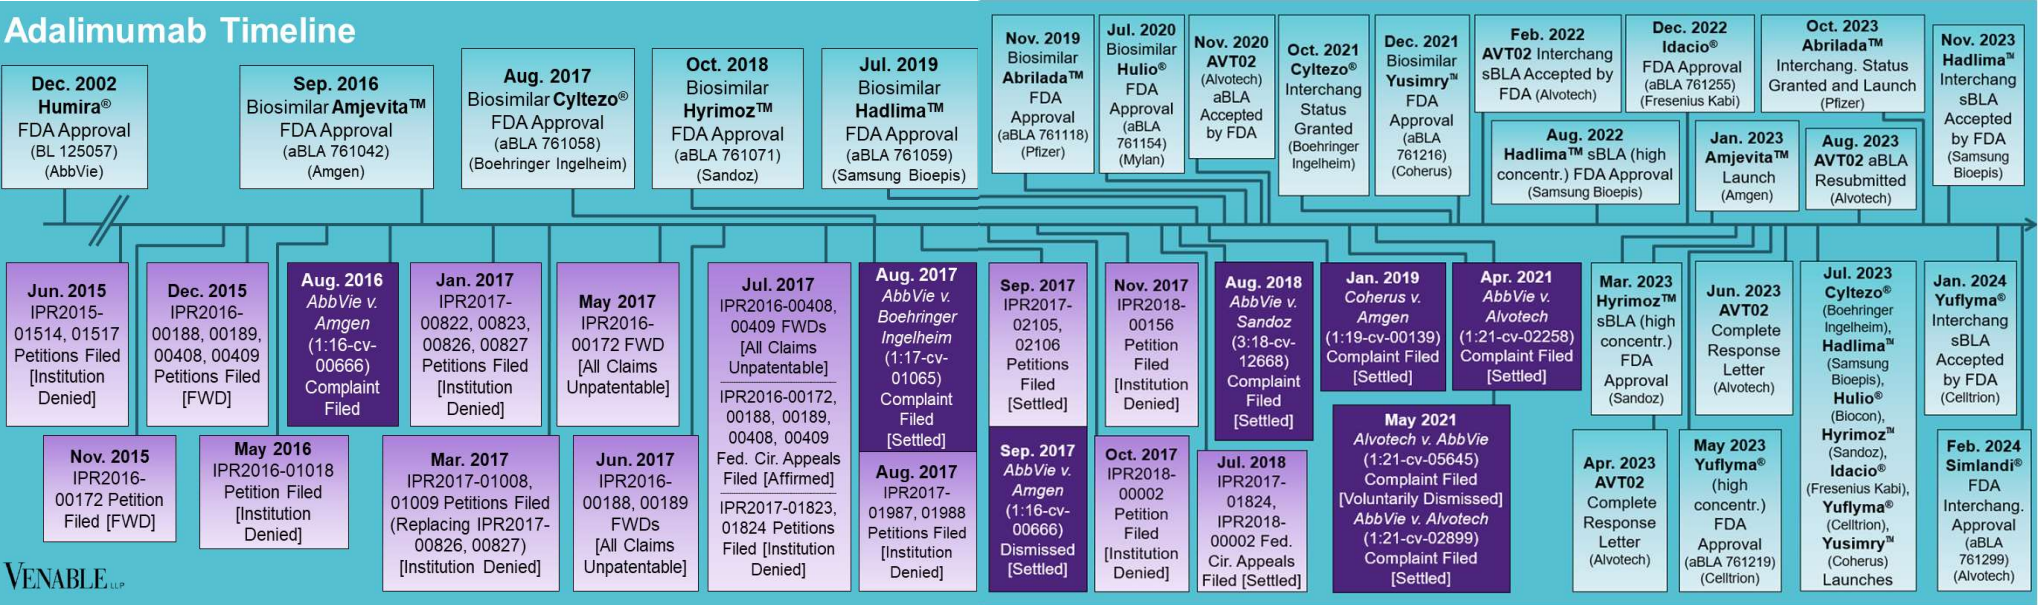 Adalimumab Timeline
Dec. 2002
Humira®
FDA Approval
(BL 125057)
(AbbVie)
Sep. 2016
Biosimilar Amjevita™
FDA Approval
(aBLA 761042)
(Amgen)
Aug. 2017
Biosimilar Cyltezo®
FDA Approval
(aBLA 761058)
(Boehringer Ingelheim)
Oct. 2018
Biosimilar
Hyrimoz™
FDA Approval
(aBLA 761071)
(Sandoz)
Jul. 2019
Biosimilar
Hadlima™
FDA Approval
(aBLA 761059)
(Samsung Bioepis)
Nov. 2019
Biosimilar
Abrilada™
FDA
Approval
(aBLA 761118)
(Pfizer)
Jul. 2020
Biosimilar
Hulio®
FDA
Approval
(aBLA
761154)
(Mylan)
Nov. 2020
AVT02
(Alvotech)
aBLA
Accepted
by FDA
Oct. 2021
Cyltezo®
Interchang
Status
Granted
(Boehringer
Ingelheim)
Dec. 2021
Biosimilar
Yusimry™
FDA
Approval
(aBLA
761216)
(Coherus)
Feb. 2022
AVT02 Interchang
sBLA Accepted by
FDA (Alvotech)
Aug. 2022
Hadlima™ sBLA (high
concentr.) FDA Approval
(Samsung Bioepis)
Dec. 2022
Idacio®
FDA Approval
(aBLA 761255)
(Fresenius Kabi)
Jan. 2023
Amjevita™
Launch
(Amgen)
Oct. 2023
Abrilada™
Interchang. Status
Granted and Launch
(Pfizer)
Aug. 2023
AVT02 aBLA
Resubmitted
(Alvotech)
Nov. 2023
Hadlima™
Interchang
sBLA
Accepted
by FDA
(Samsung
Bioepis)
Jun. 2015
IPR2015-
01514, 01517
Petitions Filed
[Institution
Denied]
Nov. 2015
IPR2016-
00172 Petition
Filed [FWD]
Dec. 2015
IPR2016-
00188, 00189,
00408, 00409
Petitions Filed
[FWD]
May 2016
IPR2016-01018
Petition Filed
[Institution
Denied]
Aug. 2016
AbbVie v.
Amgen
(1:16-cv-
00666)
Complaint
Filed
Jan. 2017
IPR2017-
00822, 00823,
00826, 00827
Petitions Filed
[Institution
Denied]
Mar. 2017
IPR2017-01008,
01009 Petitions Filed
(Replacing IPR2017-
00826, 00827)
[Institution Denied]
May 2017
IPR2016-
00172 FWD
[All Claims
Unpatentable]
Jun. 2017
IPR2016-
00188, 00189
FWDs
[All Claims
Unpatentable]
Jul. 2017
IPR2016-00408,
00409 FWDs
[All Claims
Unpatentable]
IPR2016-00172,
00188, 00189,
00408, 00409
Fed. Cir. Appeals
Filed [Affirmed]
IPR2017-01823,
01824 Petitions
Filed [Institution
Denied]
Aug. 2017
AbbVie v.
Boehringer
Ingelheim
(1:17-cv-
01065)
Complaint
Filed
[Settled]
Aug. 2017
IPR2017-
01987, 01988
Petitions Filed
[Institution
Denied]
Sep. 2017
IPR2017-
02105,
02106
Petitions
Filed
[Settled]
Sep. 2017
AbbVie v.
Amgen
(1:16-cv-
00666)
Dismissed
[Settled]
Nov. 2017
IPR2018-
00156
Petition
Filed
[Institution
Denied]
Oct. 2017
IPR2018-
00002
Petition
Filed
[Institution
Denied]
Aug. 2018
AbbVie v.
Sandoz
(3:18-cv-
12668)
Complaint
Filed
[Settled]
Jul. 2018
IPR2017-
01824,
IPR2018-
00002 Fed.
Cir. Appeals
Filed [Settled]
Jan. 2019
Coherus v.
Amgen
(1:19-cv-00139)
Complaint Filed
[Settled]
Apr. 2021
AbbVie v.
Alvotech
(1:21-cv-02258)
Complaint Filed
[Settled]
May 2021
Alvotech v. AbbVie
(1:21-cv-05645)
Complaint Filed
[Voluntarily Dismissed]
AbbVie v. Alvotech
(1:21-cv-02899)
Complaint Filed
[Settled]
Mar. 2023
Hyrimoz™
sBLA (high
concentr.)
FDA
Approval
(Sandoz)
Apr. 2023
AVT02
Complete
Response
Letter
(Alvotech)
Jun. 2023
AVT02
Complete
Response
Letter
(Alvotech)
May 2023
Yuflyma®
(high
concentr.)
FDA
Approval
(aBLA 761219)
(Celltrion)
Jul. 2023
Cyltezo®
(Boehringer
Ingelheim),
Hadlima™
(Samsung
Bioepis),
Hulio®
(Biocon),
Hyrimoz™
(Sandoz),
Idacio®
(Fresenius Kabi),
Yuflyma®
(Celltrion),
Yusimry™
(Coherus)
Launches
Jan. 2024
Yuflyma®
Interchang
sBLA
Accepted
by FDA
(Celltrion)
Feb. 2024
Simlandi®
FDA
Interchang.
Approval
(aBLA
761299)
(Alvotech)
VENABLE LLP